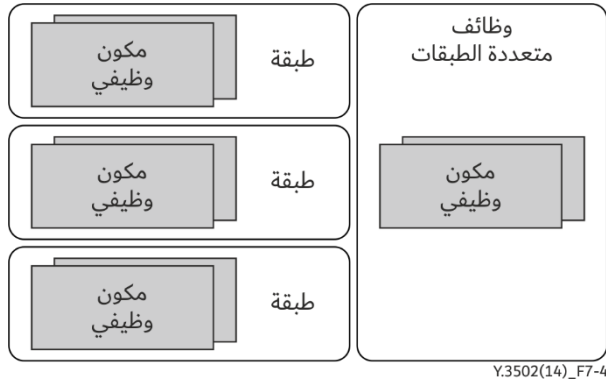 وظائف
متعددة الطبقات
مكون
وظيفي
طبقة
مكون
وظيفي
طبقة
مكون
وظيفي
طبقة
مكون
وظيفي
Y.3502(14)_F7-4